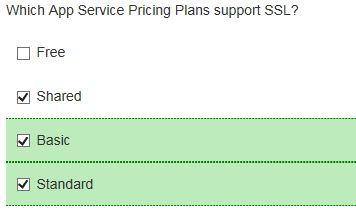 Which App Service Pricing Plans support SSL?
Free
Shared
Basic
Standard